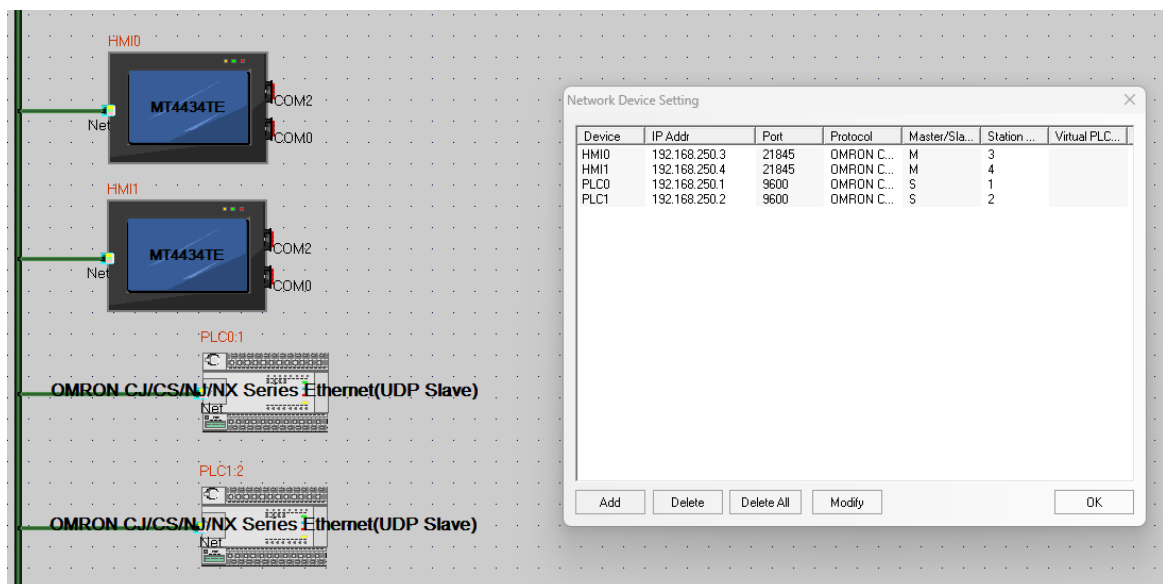 HMI0
MT4434TE
COM2
Net
COM0
HMI1
MT4434TE
COM2
Net
COM0
PLC0:1
OMRON CJ/CS/NJ/NX Series Ethernet(UDP Slave)
Net
PLC1:2
OMRON CJ/CS/NJ/NX Series Ethernet(UDP Slave)
Net
Network Device Setting
Device IP Addr Port Protocol Master/Sla... Station ... Virtual PLC...
HMI0 192.168.250.3 21845 OMRON C... M 3
HMI1 192.168.250.4 21845 OMRON C... M 4
PLC0 192.168.250.1 9600 OMRON C... S 1
PLC1 192.168.250.2 9600 OMRON C... S 2
Add Delete Delete All Modify OK